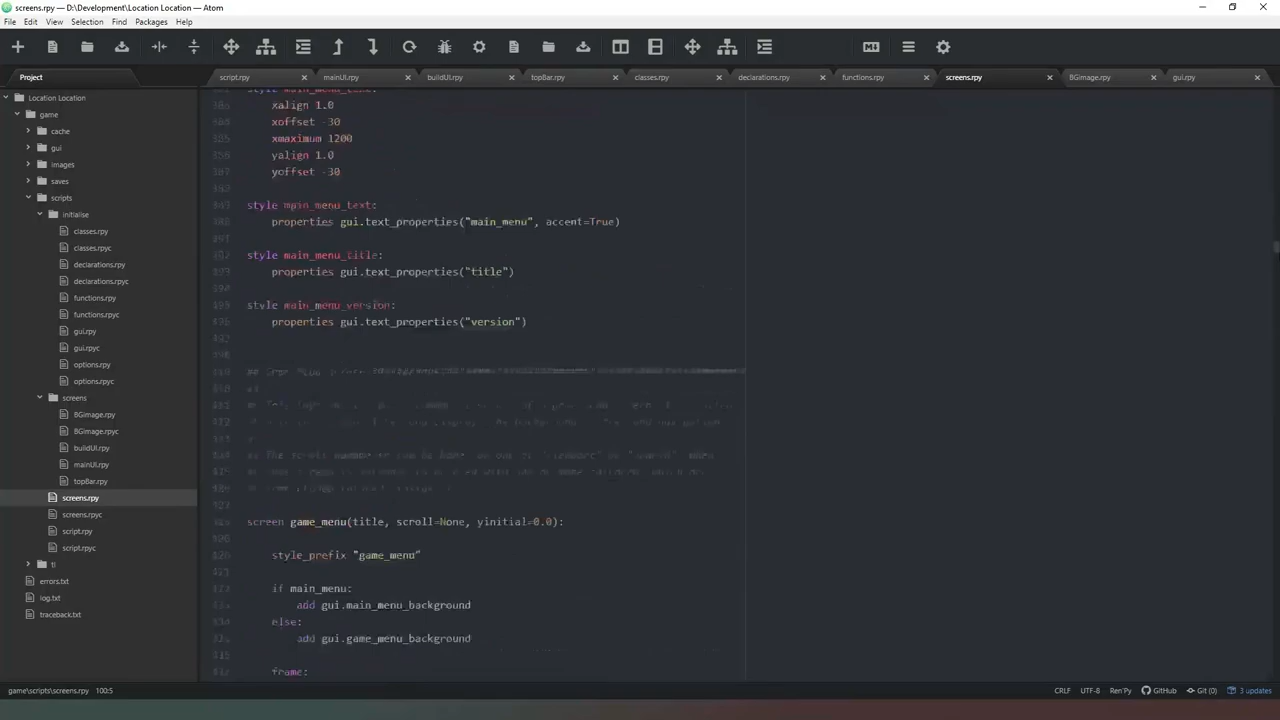 screens.rpy — D:\Development\Location Location — Atom
File Edit View Selection Find Packages Help
Project
script.rpy
mainUI.rpy
buildUI.rpy
topBar.rpy
classes.rpy
declarations.rpy
functions.rpy
screens.rpy
BGimage.rpy
gui.rpy
Location Location
game
cache
gui
images
saves
scripts
initialise
classes.rpy
classes.rpyc
declarations.rpy
declarations.rpyc
functions.rpy
functions.rpyc
gui.rpy
gui.rpyc
options.rpy
options.rpyc
screens
BGimage.rpy
BGimage.rpyc
buildUI.rpy
mainUI.rpy
topBar.rpy
screens.rpy
screens.rpyc
script.rpy
script.rpyc
tl
errors.txt
log.txt
traceback.txt
xalign 1.0
xoffset -30
xmaximum 1200
yalign 1.0
yoffset -30
style main_menu_text:
properties gui.text_properties("main_menu", accent=True)
style main_menu_title:
properties gui.text_properties("title")
style main_menu_version:
properties gui.text_properties("version")
screen game_menu(title, scroll=None, yinitial=0.0):
style_prefix "game_menu"
if main_menu:
add gui.main_menu_background
else:
add gui.game_menu_background
frame:
game\scripts\screens.rpy 100:5
CRLF UTF-8 Ren'Py GitHub Git (0) 3 updates